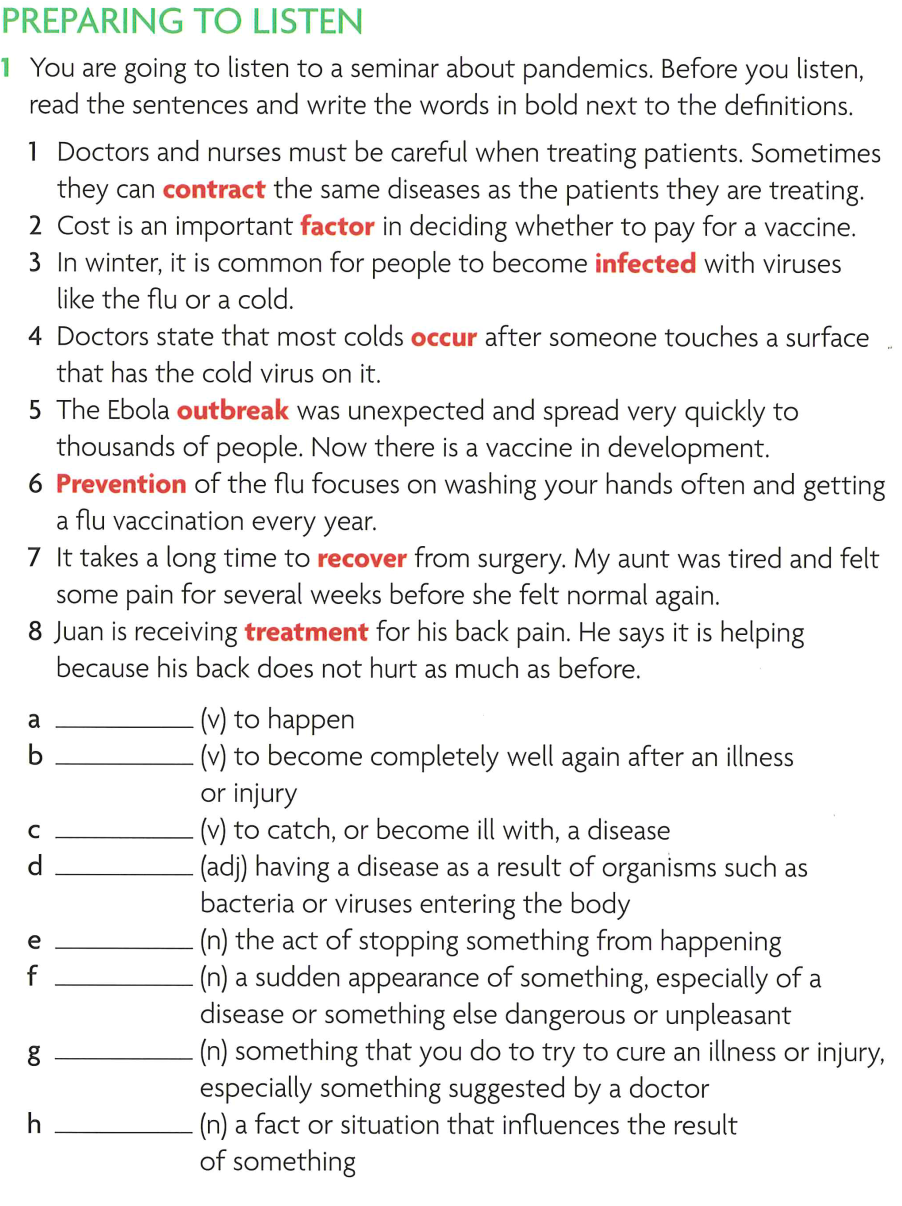 PREPARING TO LISTEN
1 You are going to listen to a seminar about pandemics. Before you listen,
read the sentences and write the words in bold next to the definitions.
1 Doctors and nurses must be careful when treating patients. Sometimes
they can contract the same diseases as the patients they are treating.
2 Cost is an important factor in deciding whether to pay for a vaccine.
3 In winter, it is common for people to become infected with viruses
like the flu or a cold.
4 Doctors state that most colds occur after someone touches a surface
that has the cold virus on it.
5 The Ebola outbreak was unexpected and spread very quickly to
thousands of people. Now there is a vaccine in development.
6 Prevention of the flu focuses on washing your hands often and getting
a flu vaccination every year.
7 It takes a long time to recover from surgery. My aunt was tired and felt
some pain for several weeks before she felt normal again.
8 Juan is receiving treatment for his back pain. He says it is helping
because his back does not hurt as much as before.
a __________ (v) to happen
b __________ (v) to become completely well again after an illness
or injury
c __________ (v) to catch, or become ill with, a disease
d __________ (adj) having a disease as a result of organisms such as
bacteria or viruses entering the body
e __________ (n) the act of stopping something from happening
f __________ (n) a sudden appearance of something, especially of a
disease or something else dangerous or unpleasant
g __________ (n) something that you do to try to cure an illness or injury,
especially something suggested by a doctor
h __________ (n) a fact or situation that influences the result
of something